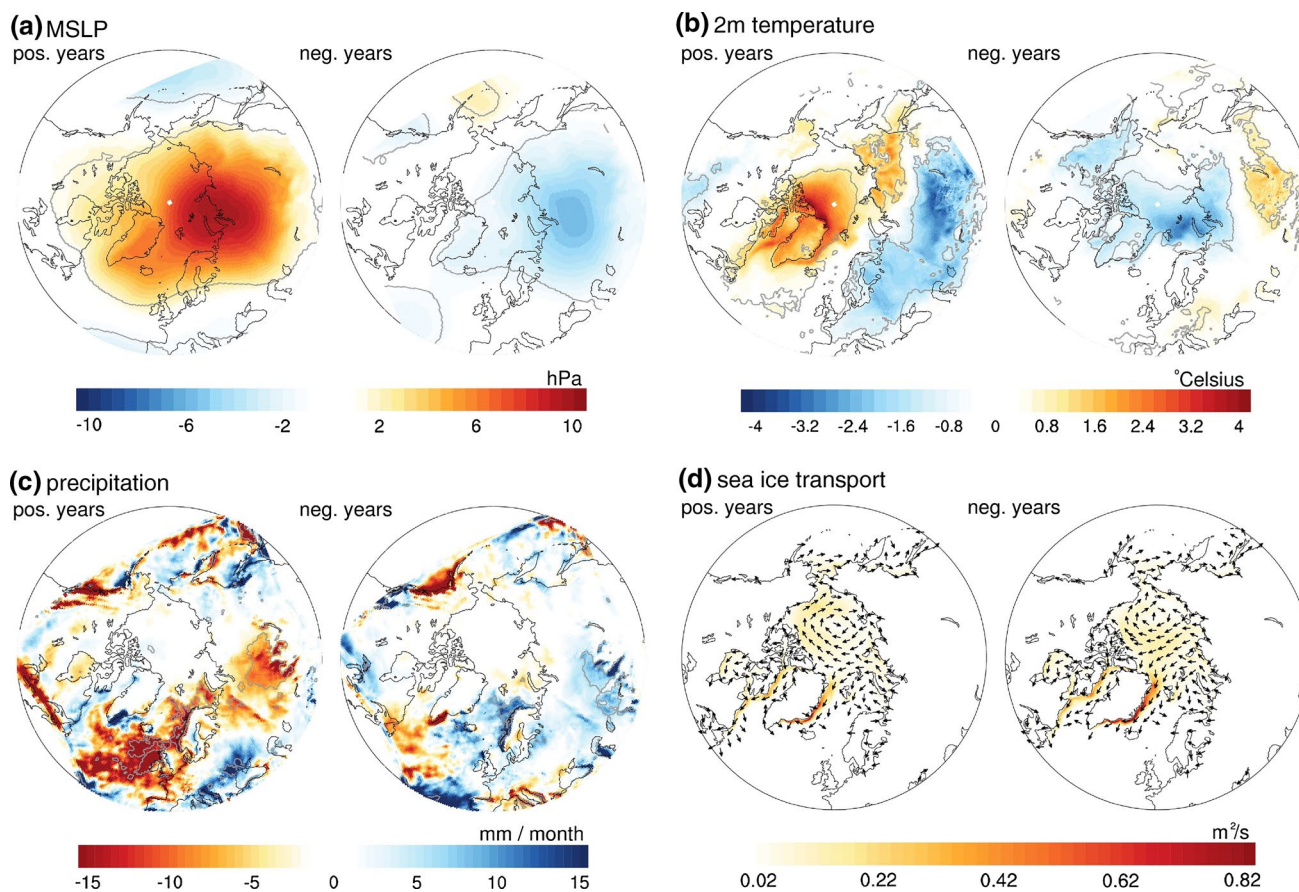 (a) MSLP
pos. years
neg. years
hPa
-10 -6 -2 2 6 10
(b) 2m temperature
pos. years
neg. years
°Celsius
-4 -3.2 -2.4 -1.6 -0.8 0 0.8 1.6 2.4 3.2 4
(c) precipitation
pos. years
neg. years
mm / month
-15 -10 -5 0 5 10 15
(d) sea ice transport
pos. years
neg. years
m²/s
0.02 0.22 0.42 0.62 0.82